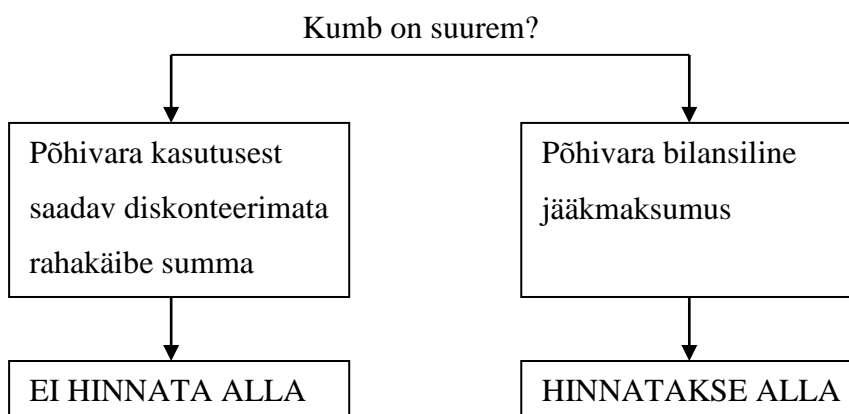 Kumb on suurem?
Põhivara kasutusest
saadav diskonteerimata
rahakäibe summa
Põhivara bilansiline
jääkmaksumus
EI HINNATA ALLA
HINNATAKSE ALLA